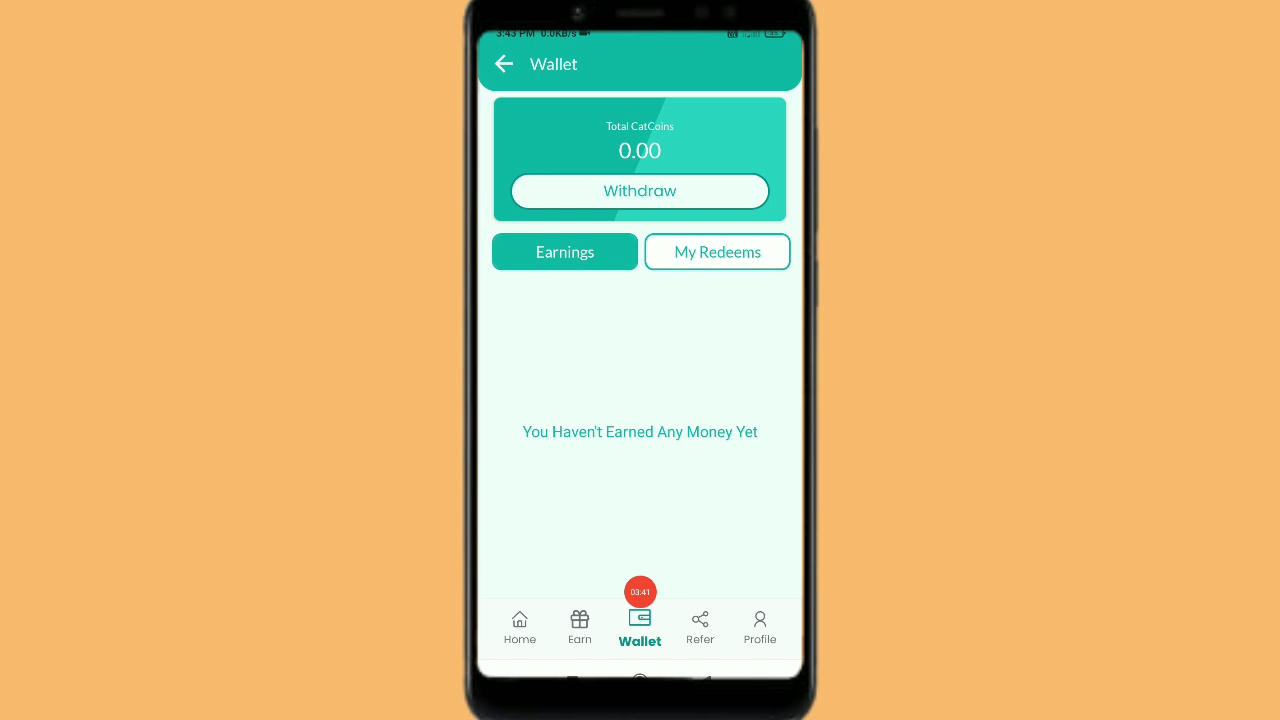 3:43 PM 0.0KB/s
Wallet
Total CatCoins
0.00
Withdraw
Earnings
My Redeems
You Haven't Earned Any Money Yet
03:41
Home
Earn
Wallet
Refer
Profile